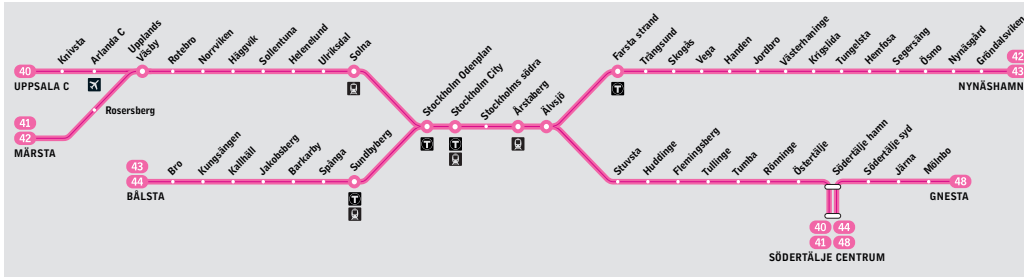 40
UPPSALA C
Knivsta
Arlanda C
Upplands
Väsby
Rotebro
Norrviken
Häggvik
Sollentuna
Helenelund
Ulriksdal
Solna
Rosersberg
41
42
MÄRSTA
43
44
BÅLSTA
Bro
Kungsängen
Kallhäll
Jakobsberg
Barkarby
Spånga
Sundbyberg
T
Stockholm Odenplan
T
Stockholm City
T
Stockholms södra
Årstaberg
Älvsjö
Farsta strand
T
Trångsund
Skogås
Vega
Handen
Jordbro
Västerhaninge
Krigslida
Tungelsta
Hemfosa
Segersäng
Ösmo
Nynäsgård
Gröndalsviken
42
43
NYNÄSHAMN
Stuvsta
Huddinge
Flemingsberg
Tullinge
Tumba
Rönninge
Östertälje
Södertälje hamn
Södertälje syd
Järna
Mölnbo
48
GNESTA
40 44
41 48
SÖDERTÄLJE CENTRUM